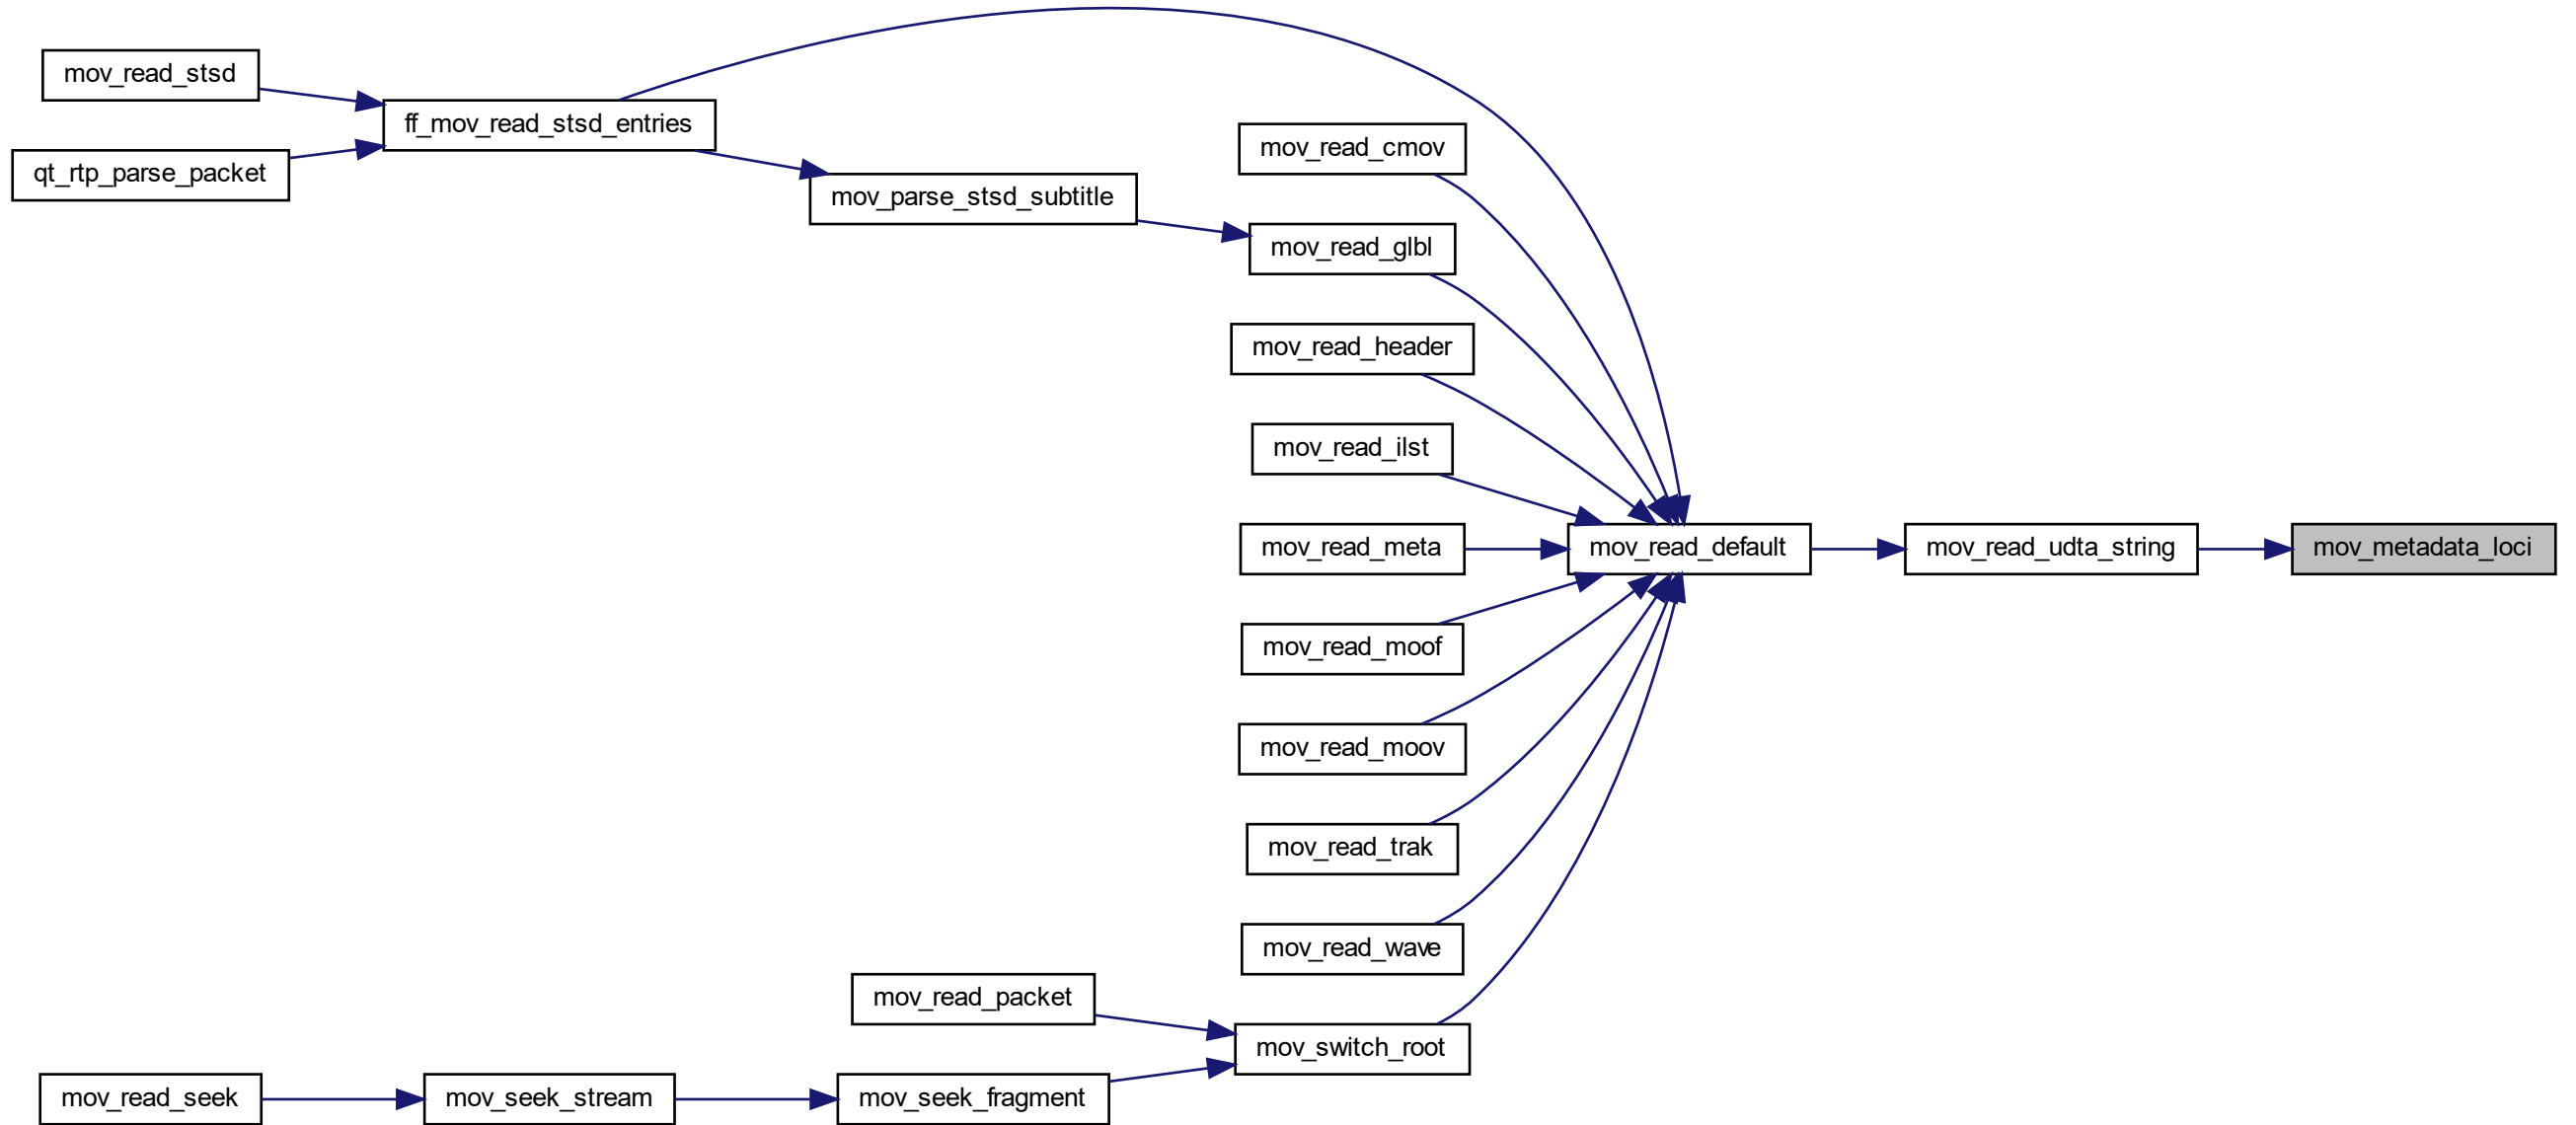 mov_read_stsd
ff_mov_read_stsd_entries
qt_rtp_parse_packet
mov_parse_stsd_subtitle
mov_read_cmov
mov_read_glbl
mov_read_header
mov_read_ilst
mov_read_meta
mov_read_default
mov_read_udta_string
mov_metadata_loci
mov_read_moof
mov_read_moov
mov_read_trak
mov_read_wave
mov_read_packet
mov_switch_root
mov_read_seek
mov_seek_stream
mov_seek_fragment